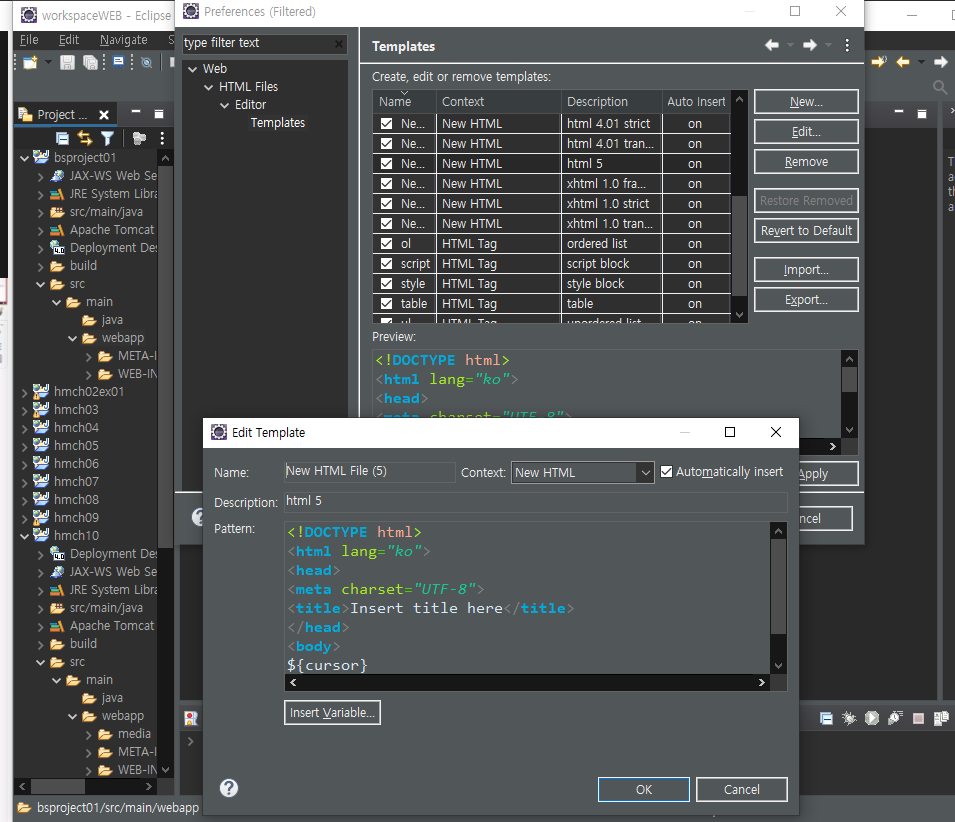 workspaceWEB - Eclipse
File Edit Navigate S
Project ...
bsproject01
JAX-WS Web Se
JRE System Libra
src/main/java
Apache Tomcat
Deployment Des
build
src
main
java
webapp
META-I
WEB-IN
hmch02ex01
hmch03
hmch04
hmch05
hmch06
hmch07
hmch08
hmch09
hmch10
Deployment Des
JAX-WS Web Se
JRE System Libra
src/main/java
Apache Tomcat
build
src
main
java
webapp
media
META-I
WEB-IN
bsproject01/src/main/webapp
Preferences (Filtered)
type filter text
Web
HTML Files
Editor
Templates
Templates
Create, edit or remove templates:
Name Context Description Auto Insert
Ne... New HTML html 4.01 strict on
Ne... New HTML html 4.01 tran... on
Ne... New HTML html 5 on
Ne... New HTML xhtml 1.0 fra... on
Ne... New HTML xhtml 1.0 strict on
Ne... New HTML xhtml 1.0 tran... on
ol HTML Tag ordered list on
script HTML Tag script block on
style HTML Tag style block on
table HTML Tag table on
ul HTML Tag unordered list on
New...
Edit...
Remove
Restore Removed
Revert to Default
Import...
Export...
Preview:
<!DOCTYPE html>
<html lang="ko">
<head>
<meta charset="UTF-8">
Apply
ncel
Edit Template
Name: New HTML File (5) Context: New HTML Automatically insert
Description: html 5
Pattern:
<!DOCTYPE html>
<html lang="ko">
<head>
<meta charset="UTF-8">
<title>Insert title here</title>
</head>
<body>
${cursor}
Insert Variable...
OK Cancel